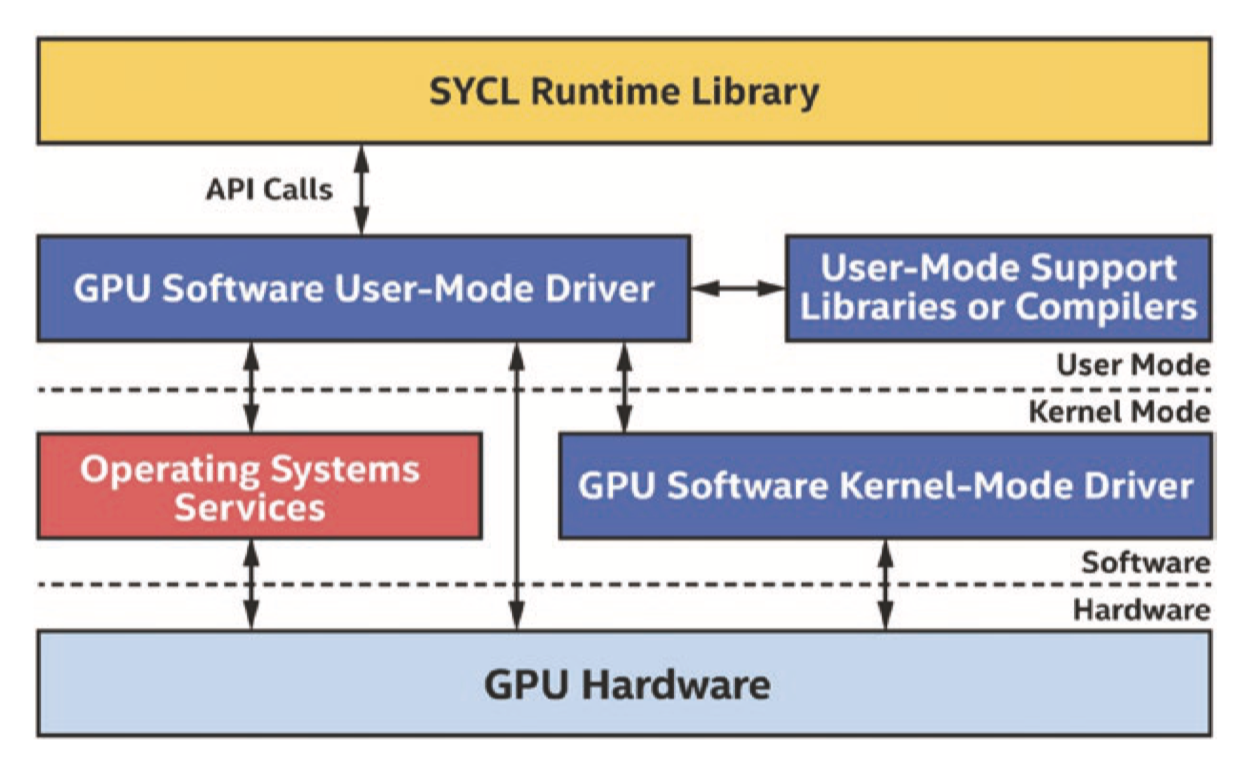 SYCL Runtime Library
API Calls
GPU Software User-Mode Driver
User-Mode Support
Libraries or Compilers
User Mode
Kernel Mode
Operating Systems
Services
GPU Software Kernel-Mode Driver
Software
Hardware
GPU Hardware